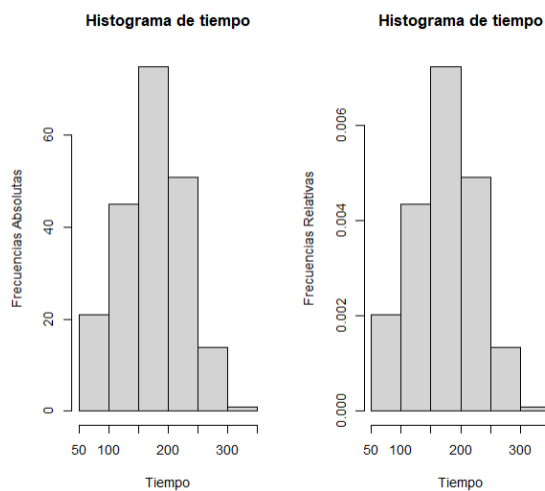 Histograma de tiempo
Frecuencias Absolutas
0
20
40
60
50 100 200 300
Tiempo
Histograma de tiempo
Frecuencias Relativas
0.000
0.002
0.004
0.006
50 100 200 300
Tiempo